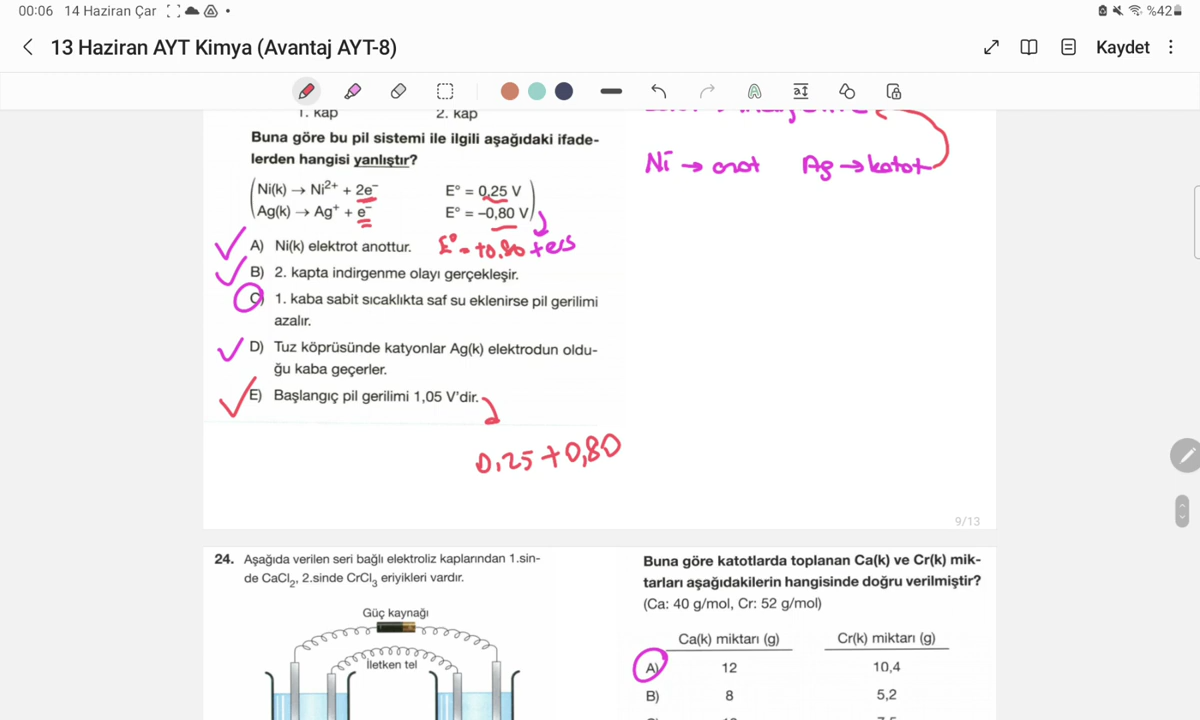 00:06 14 Haziran Çar %42
13 Haziran AYT Kimya (Avantaj AYT-8) Kaydet
1. kap 2. kap
Buna göre bu pil sistemi ile ilgili aşağıdaki ifade-
lerden hangisi yanlıştır?
Ni(k) → Ni²⁺ + 2e⁻ E° = 0,25 V
Ag(k) → Ag⁺ + e⁻ E° = –0,80 V
A) Ni(k) elektrot anottur. E° = +0.80 ters
B) 2. kapta indirgenme olayı gerçekleşir.
C) 1. kaba sabit sıcaklıkta saf su eklenirse pil gerilimi
azalır.
D) Tuz köprüsünde katyonlar Ag(k) elektrodun oldu-
ğu kaba geçerler.
E) Başlangıç pil gerilimi 1,05 V'dir.
0,25 + 0,80
Ni → anot Ag → katot
9/13
24. Aşağıda verilen seri bağlı elektroliz kaplarından 1.sin-
de CaCl₂, 2.sinde CrCl₃ eriyikleri vardır.
Güç kaynağı
İletken tel
Buna göre katotlarda toplanan Ca(k) ve Cr(k) mik-
tarları aşağıdakilerin hangisinde doğru verilmiştir?
(Ca: 40 g/mol, Cr: 52 g/mol)
Ca(k) miktarı (g) Cr(k) miktarı (g)
A) 12 10,4
B) 8 5,2